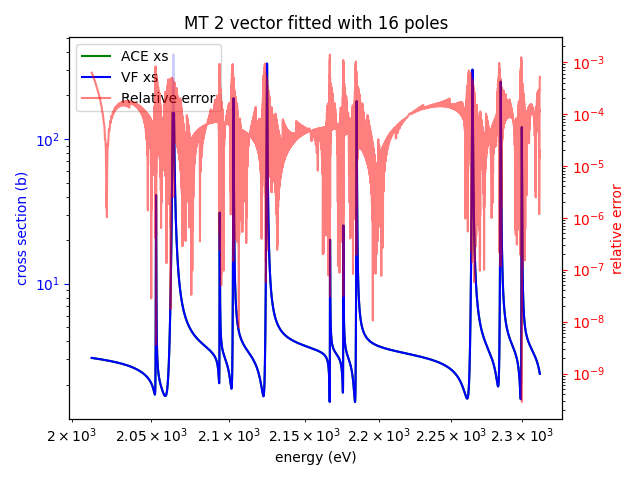 MT 2 vector fitted with 16 poles
ACE xs
VF xs
Relative error
cross section (b)
10²
10¹
10⁻³
10⁻⁴
10⁻⁵
10⁻⁶
10⁻⁷
10⁻⁸
10⁻⁹
relative error
2 × 10³ 2.05 × 10³ 2.1 × 10³ 2.15 × 10³ 2.2 × 10³ 2.25 × 10³ 2.3 × 10³
energy (eV)